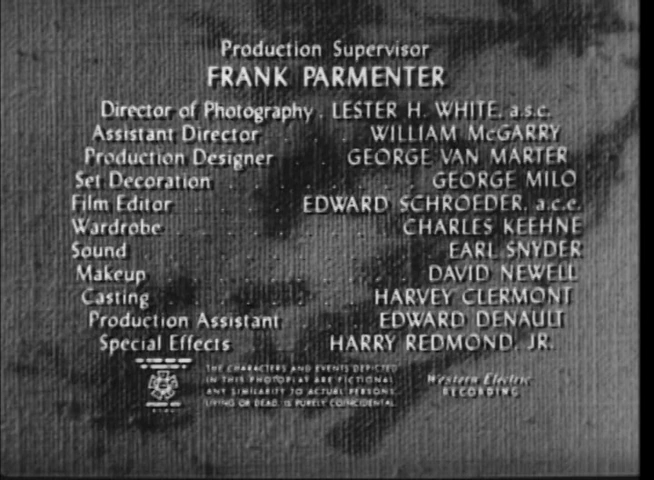 Production Supervisor
FRANK PARMENTER
Director of Photography . LESTER H. WHITE, a.s.c.
Assistant Director . . . . WILLIAM McGARRY
Production Designer . . . GEORGE VAN MARTER
Set Decoration . . . . . . . . . GEORGE MILO
Film Editor . . . . . EDWARD SCHROEDER, a.c.e.
Wardrobe . . . . . . . . . . CHARLES KEEHNE
Sound . . . . . . . . . . . . . EARL SNYDER
Makeup . . . . . . . . . . . . DAVID NEWELL
Casting . . . . . . . . . HARVEY CLERMONT
Production Assistant . . . . EDWARD DENAULT
Special Effects . . . . HARRY REDMOND, JR.
THE CHARACTERS AND EVENTS DEPICTED
IN THIS PHOTOPLAY ARE FICTIONAL.
ANY SIMILARITY TO ACTUAL PERSONS,
LIVING OR DEAD, IS PURELY COINCIDENTAL.
Western Electric
RECORDING